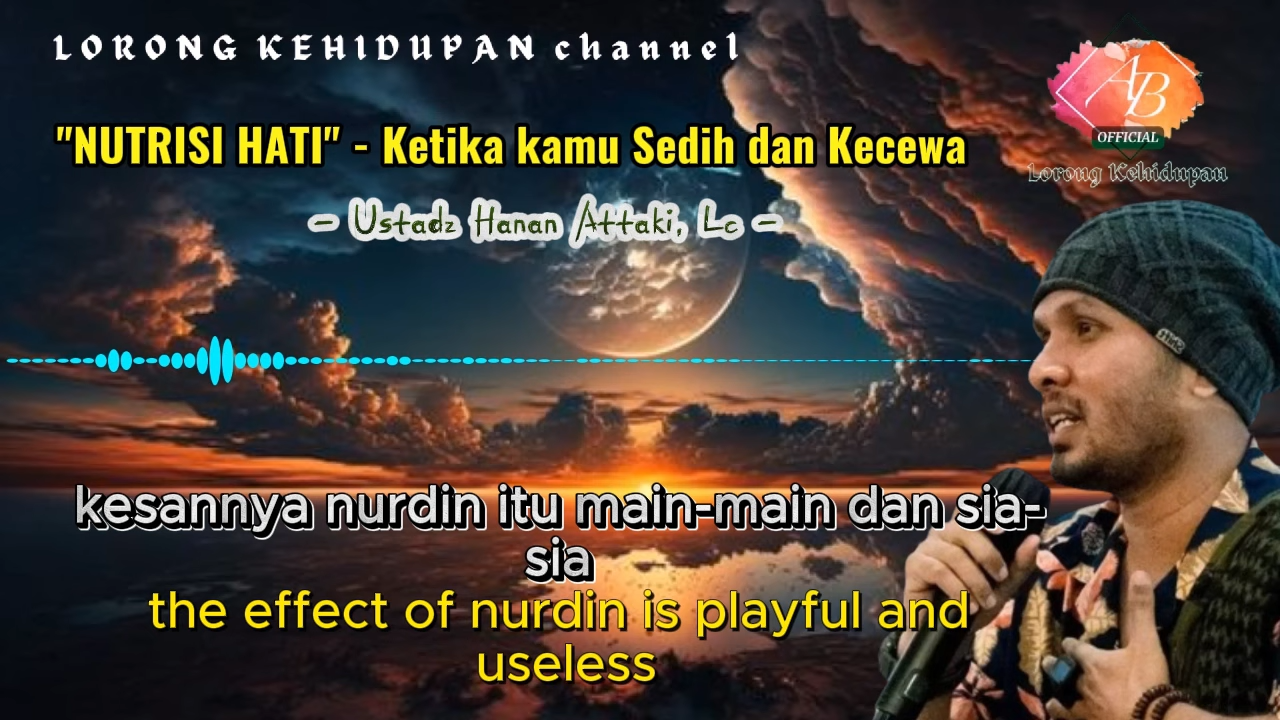 LORONG KEHIDUPAN channel
AB
OFFICIAL
Lorong Kehidupan
"NUTRISI HATI" - Ketika kamu Sedih dan Kecewa
- Ustadz Hanan Attaki, Lc -
kesannya nurdin itu main-main dan sia-
sia
the effect of nurdin is playful and
useless